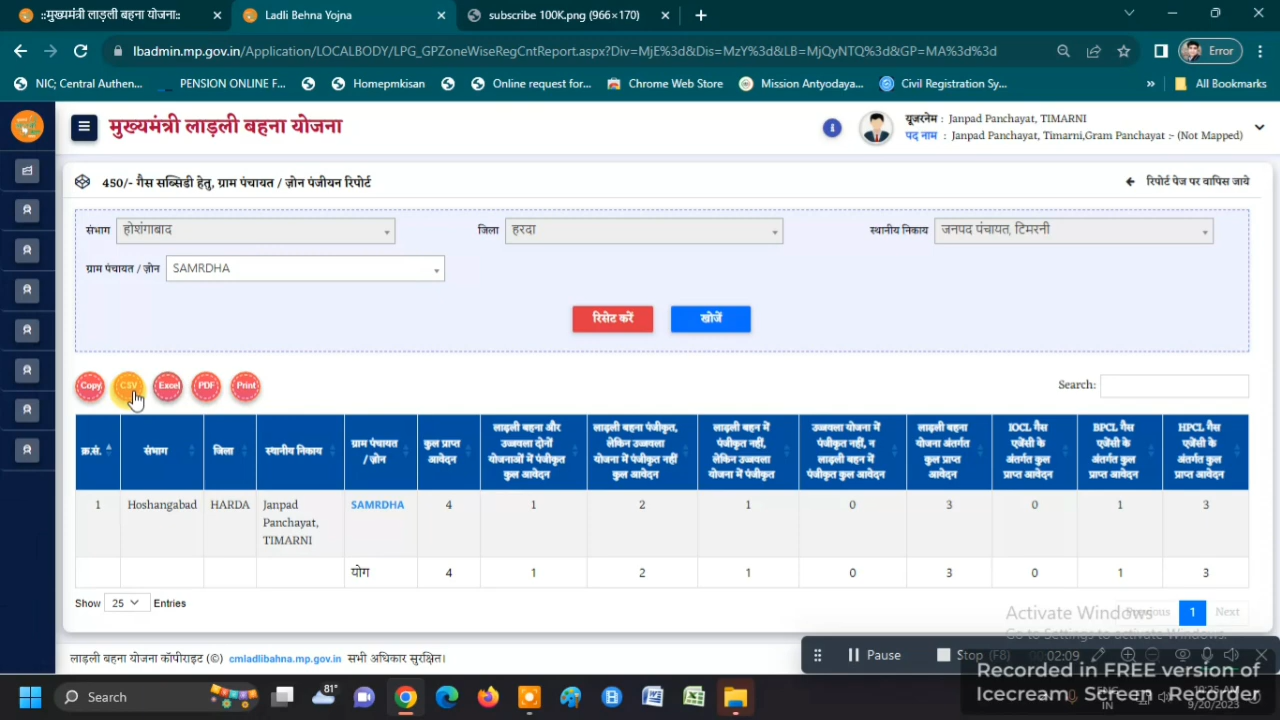 ::मुख्यमंत्री लाड़ली बहना योजना::
Ladli Behna Yojna
subscribe 100K.png (966×170)
lbadmin.mp.gov.in/Application/LOCALBODY/LPG_GPZoneWiseRegCntReport.aspx?Div=MjE%3d&Dis=MzY%3d&LB=MjQyNTQ%3d&GP=MA%3d%3d
Error
NIC; Central Authen...
PENSION ONLINE F...
Homepmkisan
Online request for...
Chrome Web Store
Mission Antyodaya...
Civil Registration Sy...
»
All Bookmarks
मुख्यमंत्री लाड़ली बहना योजना
यूजरनेम : Janpad Panchayat, TIMARNI
पद नाम : Janpad Panchayat, Timarni,Gram Panchayat :- (Not Mapped)
450/- गैस सब्सिडी हेतु, ग्राम पंचायत / ज़ोन पंजीयन रिपोर्ट
रिपोर्ट पेज पर वापिस जाये
संभाग होशंगाबाद
जिला हरदा
स्थानीय निकाय जनपद पंचायत, टिमरनी
ग्राम पंचायत / ज़ोन SAMRDHA
रिसेट करें
खोजें
Copy CSV Excel PDF Print
Search:
क्र.सं.
संभाग
जिला
स्थानीय निकाय
ग्राम पंचायत / ज़ोन
कुल प्राप्त आवेदन
लाड़ली बहना और उज्जवला दोनों योजनाओं में पंजीकृत कुल आवेदन
लाड़ली बहना पंजीकृत, लेकिन उज्जवला योजना में पंजीकृत नहीं कुल आवेदन
लाड़ली बहन में पंजीकृत नहीं, लेकिन उज्जवला योजना में पंजीकृत
उज्जवला योजना में पंजीकृत नहीं, न लाड़ली बहन में पंजीकृत कुल आवेदन
लाड़ली बहना योजना अंतर्गत कुल प्राप्त आवेदन
IOCL गैस एजेंसी के अंतर्गत कुल प्राप्त आवेदन
BPCL गैस एजेंसी के अंतर्गत कुल प्राप्त आवेदन
HPCL गैस एजेंसी के अंतर्गत कुल प्राप्त आवेदन
1 Hoshangabad HARDA Janpad Panchayat, TIMARNI SAMRDHA 4 1 2 1 0 3 0 1 3
योग 4 1 2 1 0 3 0 1 3
Show 25 Entries
Previous 1 Next
Activate Windows
Go to Settings to activate Windows.
लाड़ली बहना योजना कॉपीराइट (©) cmladlibahna.mp.gov.in सभी अधिकार सुरक्षित।
Pause
Stop (F8)
02:09
Recorded in FREE version of
Icecream Screen Recorder
Search
81°
ENG
IN
9/20/2023